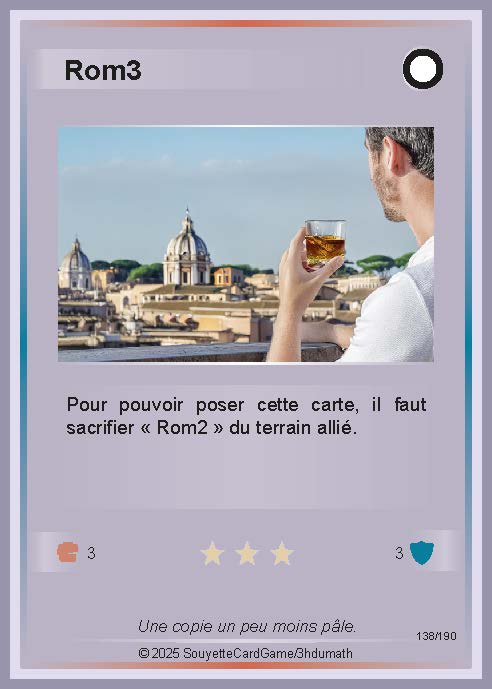 Rom3
Pour pouvoir poser cette carte, il faut
sacrifier « Rom2 » du terrain allié.
3
3
Une copie un peu moins pâle.
138/190
© 2025 SouyetteCardGame/3hdumath